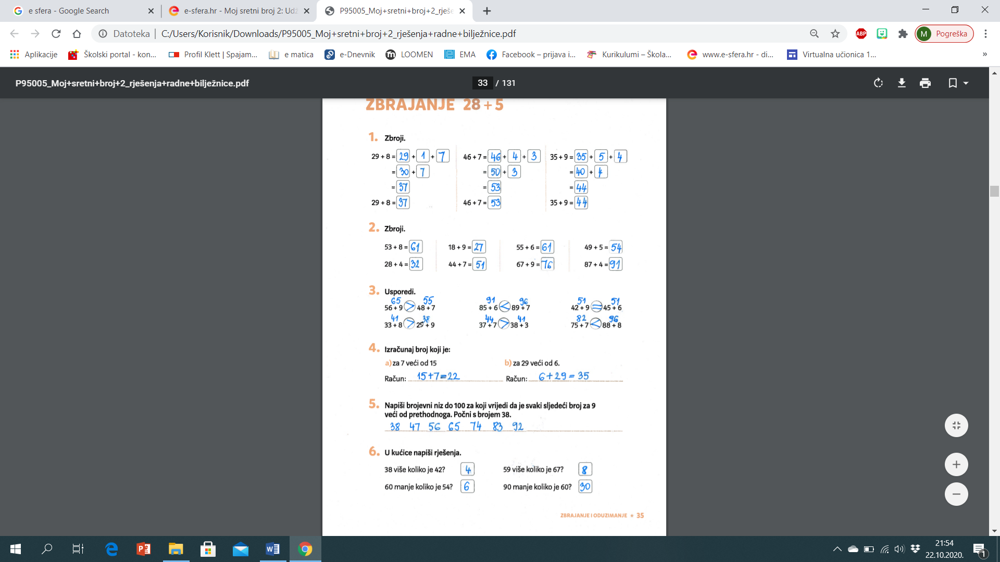 e sfera - Google Search
e-sfera.hr - Moj sretni broj 2: Udž
P95005_Moj+sretni+broj+2_rješe
Datoteka | C:/Users/Korisnik/Downloads/P95005_Moj+sretni+broj+2_rješenja+radne+bilježnice.pdf
ABP
M Pogreška
Aplikacije Školski portal - kon... Profil Klett | Spajam... e matica e-Dnevnik LOOMEN EMA Facebook – prijava i... Kurikulumi – Škola... www.e-sfera.hr - di... Virtualna učionica 1... »
P95005_Moj+sretni+broj+2_rješenja+radne+bilježnice.pdf 33 / 131
ZBRAJANJE 28 + 5
1. Zbroji.
29 + 8 = 29 + 1 + 7 46 + 7 = 46 + 4 + 3 35 + 9 = 35 + 5 + 4
= 30 + 7 = 50 + 3 = 40 + 4
= 37 = 53 = 44
29 + 8 = 37 46 + 7 = 53 35 + 9 = 44
2. Zbroji.
53 + 8 = 61 18 + 9 = 27 55 + 6 = 61 49 + 5 = 54
28 + 4 = 32 44 + 7 = 51 67 + 9 = 76 87 + 4 = 91
3. Usporedi.
65 55 91 96 51 51
56 + 9 > 48 + 7 85 + 6 < 89 + 7 42 + 9 = 45 + 6
41 38 44 41 82 96
33 + 8 > 29 + 9 37 + 7 > 38 + 3 75 + 7 < 88 + 8
4. Izračunaj broj koji je:
a) za 7 veći od 15 b) za 29 veći od 6.
Račun: 15+7=22 Račun: 6+29=35
5. Napiši brojevni niz do 100 za koji vrijedi da je svaki sljedeći broj za 9
veći od prethodnoga. Počni s brojem 38.
38 47 56 65 74 83 92
6. U kućice napiši rješenja.
38 više koliko je 42? 4 59 više koliko je 67? 8
60 manje koliko je 54? 6 90 manje koliko je 60? 30
ZBRAJANJE I ODUZIMANJE ★ 35
21:54
22.10.2020.
1